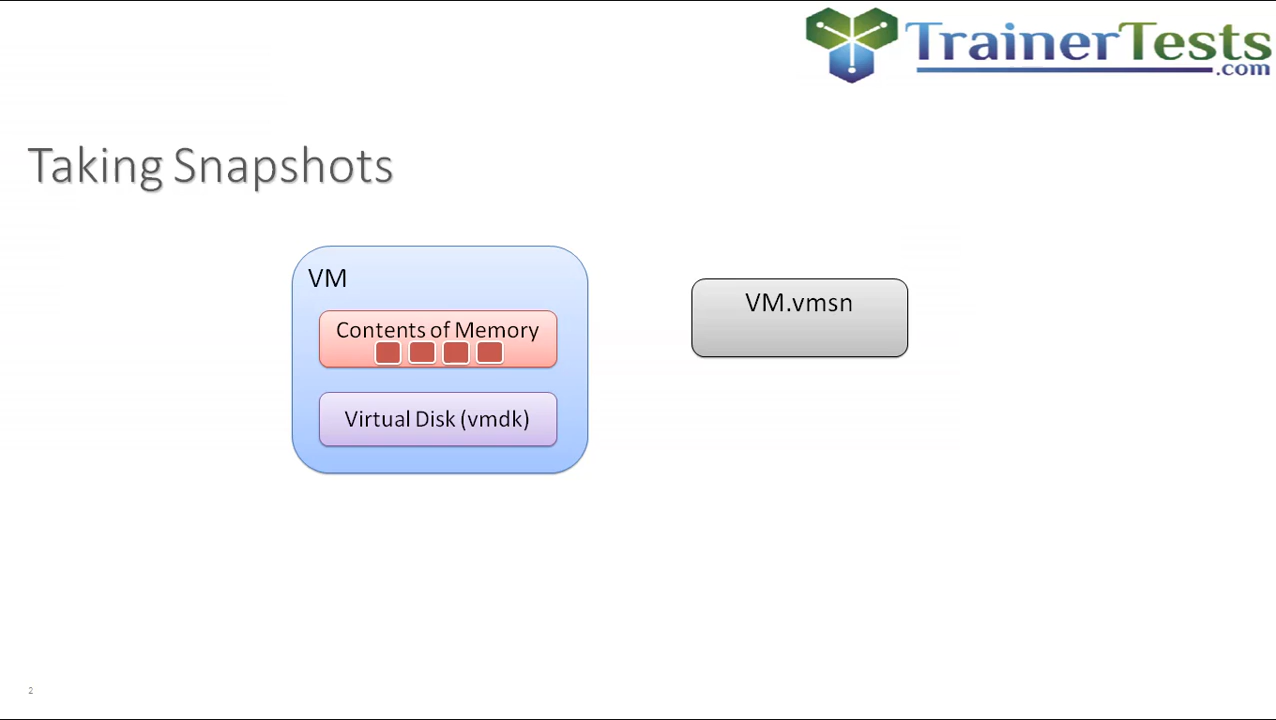 TrainerTests
.com
Taking Snapshots
VM
Contents of Memory
Virtual Disk (vmdk)
VM.vmsn
2